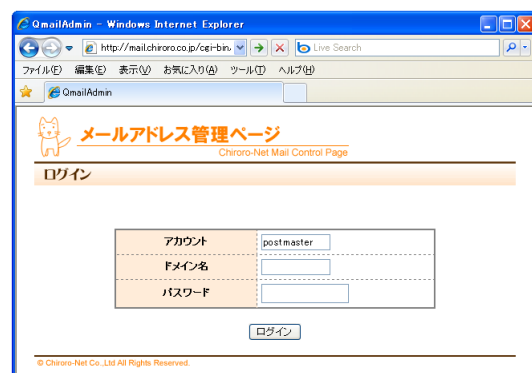 QmailAdmin - Windows Internet Explorer
http://mail.chiroro.co.jp/cgi-bin.
Live Search
ファイル(F) 編集(E) 表示(V) お気に入り(A) ツール(T) ヘルプ(H)
QmailAdmin
メールアドレス管理ページ
Chiroro-Net Mail Control Page
ログイン
アカウント postmaster
ドメイン名
パスワード
ログイン
© Chiroro-Net Co.,Ltd All Rights Reserved.